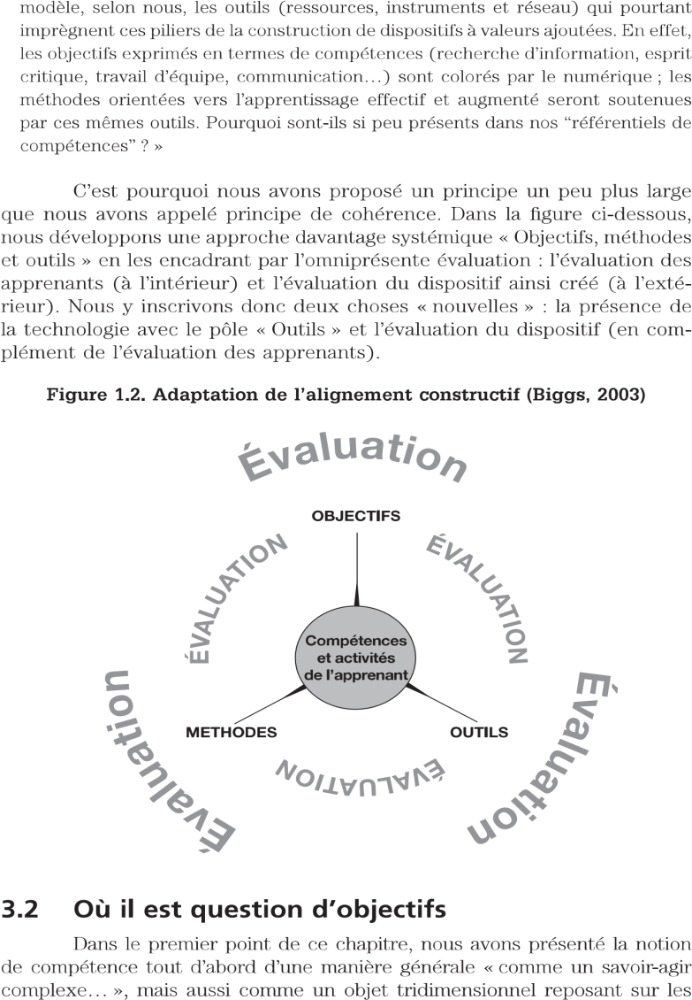 modèle, selon nous, les outils (ressources, instruments et réseau) qui pourtant
imprègnent ces piliers de la construction de dispositifs à valeurs ajoutées. En effet,
les objectifs exprimés en termes de compétences (recherche d'information, esprit
critique, travail d'équipe, communication…) sont colorés par le numérique ; les
méthodes orientées vers l'apprentissage effectif et augmenté seront soutenues
par ces mêmes outils. Pourquoi sont-ils si peu présents dans nos “référentiels de
compétences” ? »
C'est pourquoi nous avons proposé un principe un peu plus large
que nous avons appelé principe de cohérence. Dans la figure ci-dessous,
nous développons une approche davantage systémique « Objectifs, méthodes
et outils » en les encadrant par l'omniprésente évaluation : l'évaluation des
apprenants (à l'intérieur) et l'évaluation du dispositif ainsi créé (à l'exté-
rieur). Nous y inscrivons donc deux choses « nouvelles » : la présence de
la technologie avec le pôle « Outils » et l'évaluation du dispositif (en com-
plément de l'évaluation des apprenants).
Figure 1.2. Adaptation de l'alignement constructif (Biggs, 2003)
Évaluation
OBJECTIFS
ÉVALUATION
ÉVALUATION
Compétences
et activités
de l'apprenant
Évaluation
Évaluation
METHODES
OUTILS
ÉVALUATION
3.2 Où il est question d'objectifs
Dans le premier point de ce chapitre, nous avons présenté la notion
de compétence tout d'abord d'une manière générale « comme un savoir-agir
complexe… », mais aussi comme un objet tridimensionnel reposant sur les